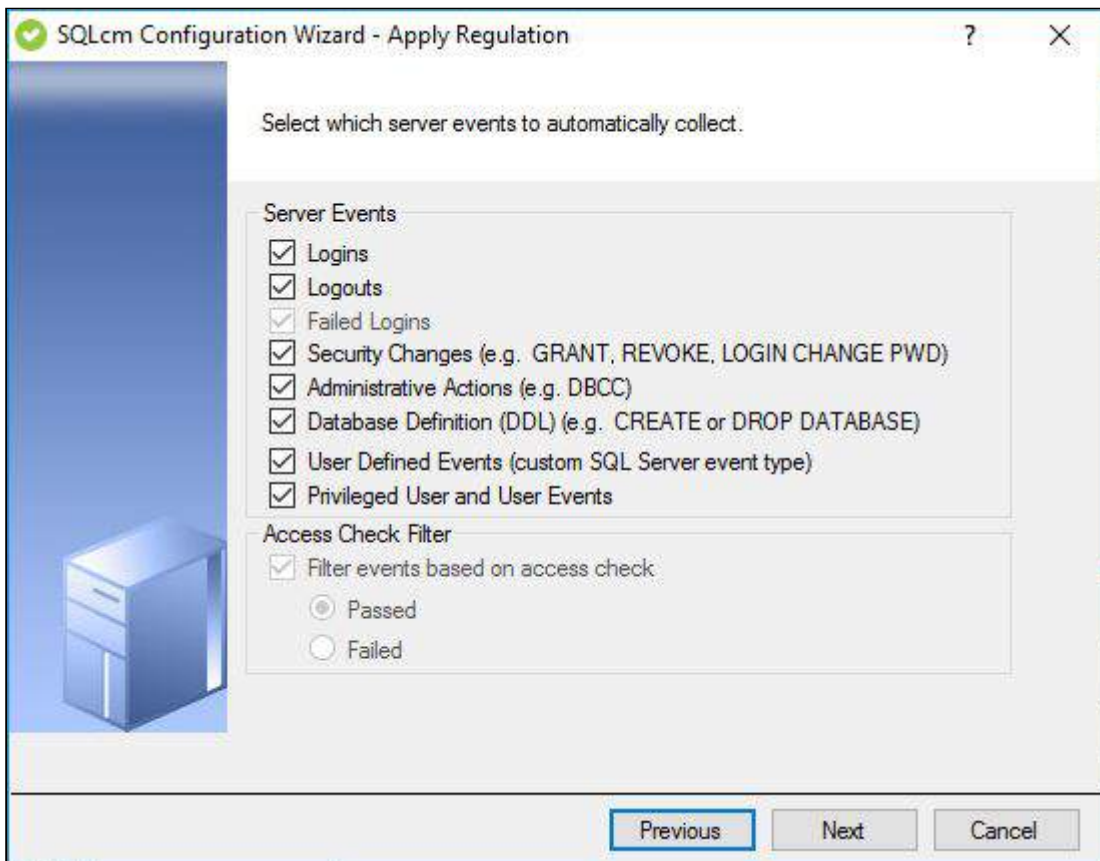 SQLcm Configuration Wizard - Apply Regulation ?
Select which server events to automatically collect.
Server Events
Logins
Logouts
Failed Logins
Security Changes (e.g. GRANT, REVOKE, LOGIN CHANGE PWD)
Administrative Actions (e.g. DBCC)
Database Definition (DDL) (e.g. CREATE or DROP DATABASE)
User Defined Events (custom SQL Server event type)
Privileged User and User Events
Access Check Filter
Filter events based on access check
Passed
Failed
Previous Next Cancel